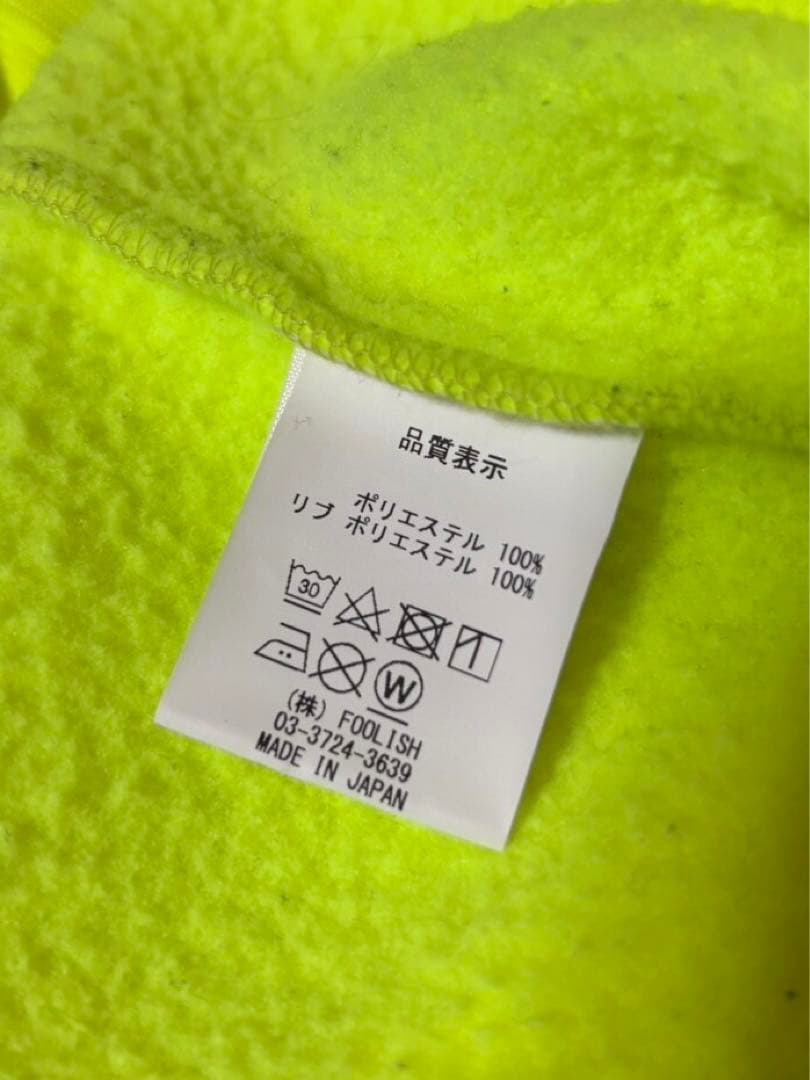 品質表示
ポリエステル 100%
リブ ポリエステル 100%
30
W
(株) FOOLISH
03-3724-3639
MADE IN JAPAN